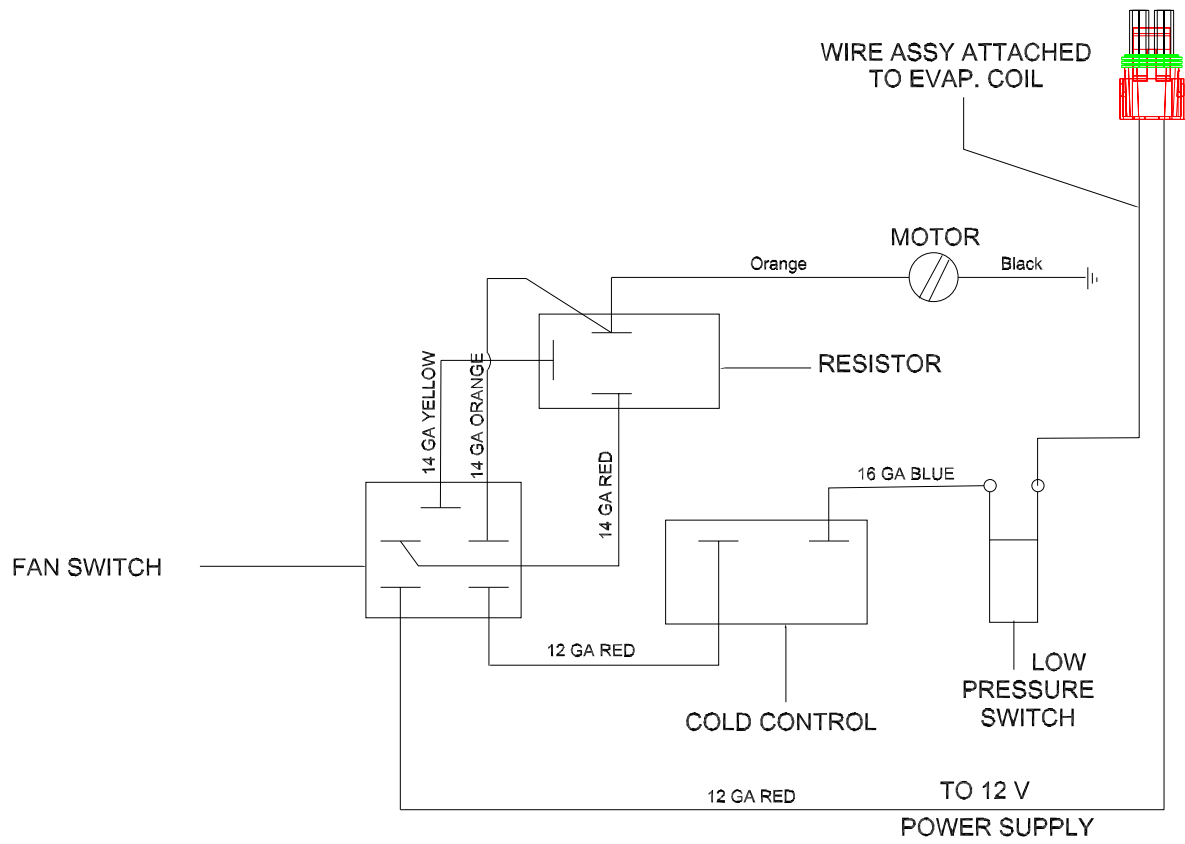 WIRE ASSY ATTACHED
TO EVAP. COIL
MOTOR
Orange
Black
RESISTOR
14 GA YELLOW
14 GA ORANGE
14 GA RED
16 GA BLUE
FAN SWITCH
12 GA RED
LOW
PRESSURE
SWITCH
COLD CONTROL
12 GA RED
TO 12 V
POWER SUPPLY